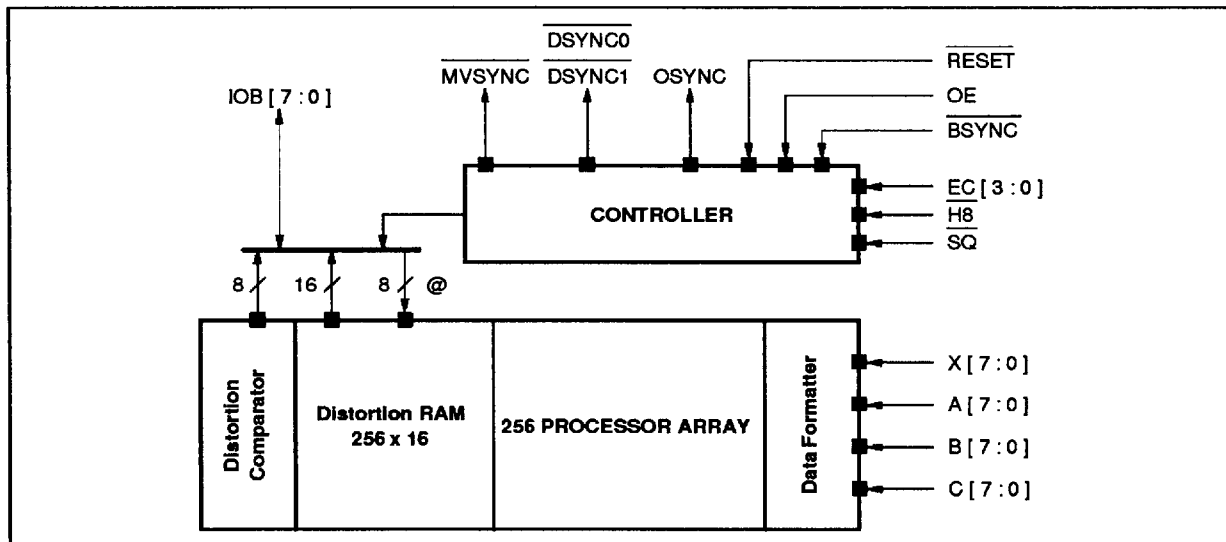 DSYNC0
MVSYNC DSYNC1 OSYNC
RESET
IOB [ 7 : 0 ]
OE
BSYNC
EC [ 3 : 0 ]
CONTROLLER
H8
SQ
8 16 8 @
Distortion
Comparator
Distortion RAM
256 x 16
256 PROCESSOR ARRAY
Data Formatter
X [ 7 : 0 ]
A [ 7 : 0 ]
B [ 7 : 0 ]
C [ 7 : 0 ]